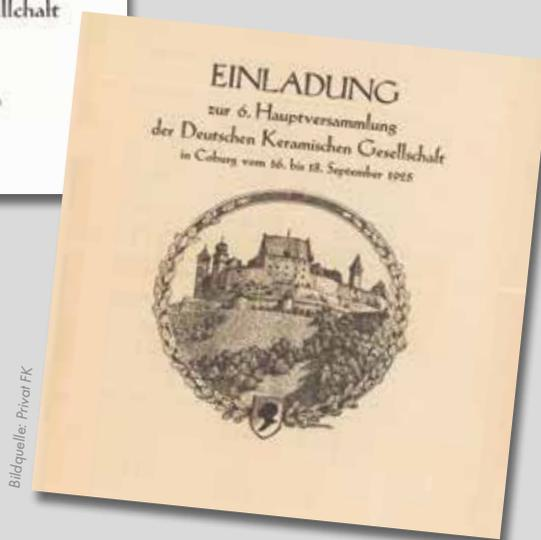 llschaft
EINLADUNG
zur 6. Hauptversammlung
der Deutschen Keramischen Gesellschaft
in Coburg vom 16. bis 18. September 1925
Bildquelle: Privat FK